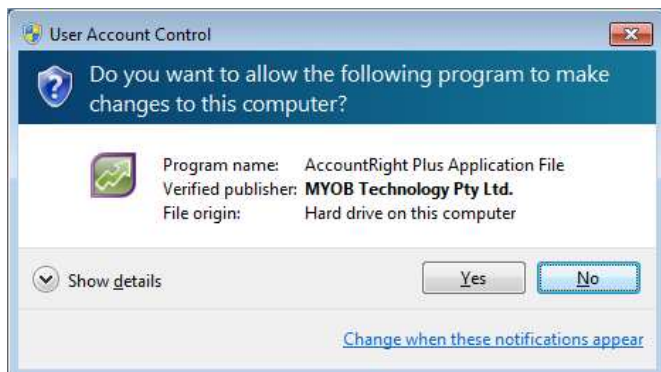 User Account Control
Do you want to allow the following program to make
changes to this computer?
Program name: AccountRight Plus Application File
Verified publisher: MYOB Technology Pty Ltd.
File origin: Hard drive on this computer
Show details
Yes
No
Change when these notifications appear